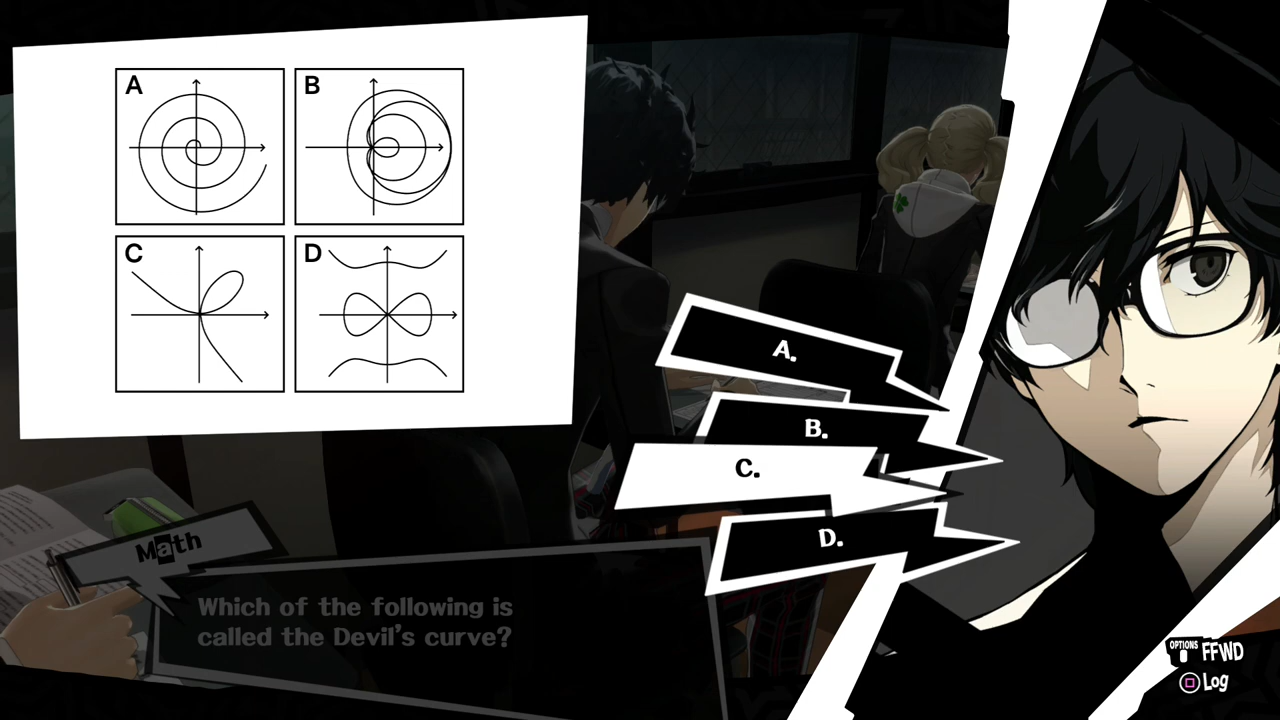 A
B
C
D
A.
B.
C.
D.
Math
Which of the following is
called the Devil's curve?
OPTIONS
FFWD
Log